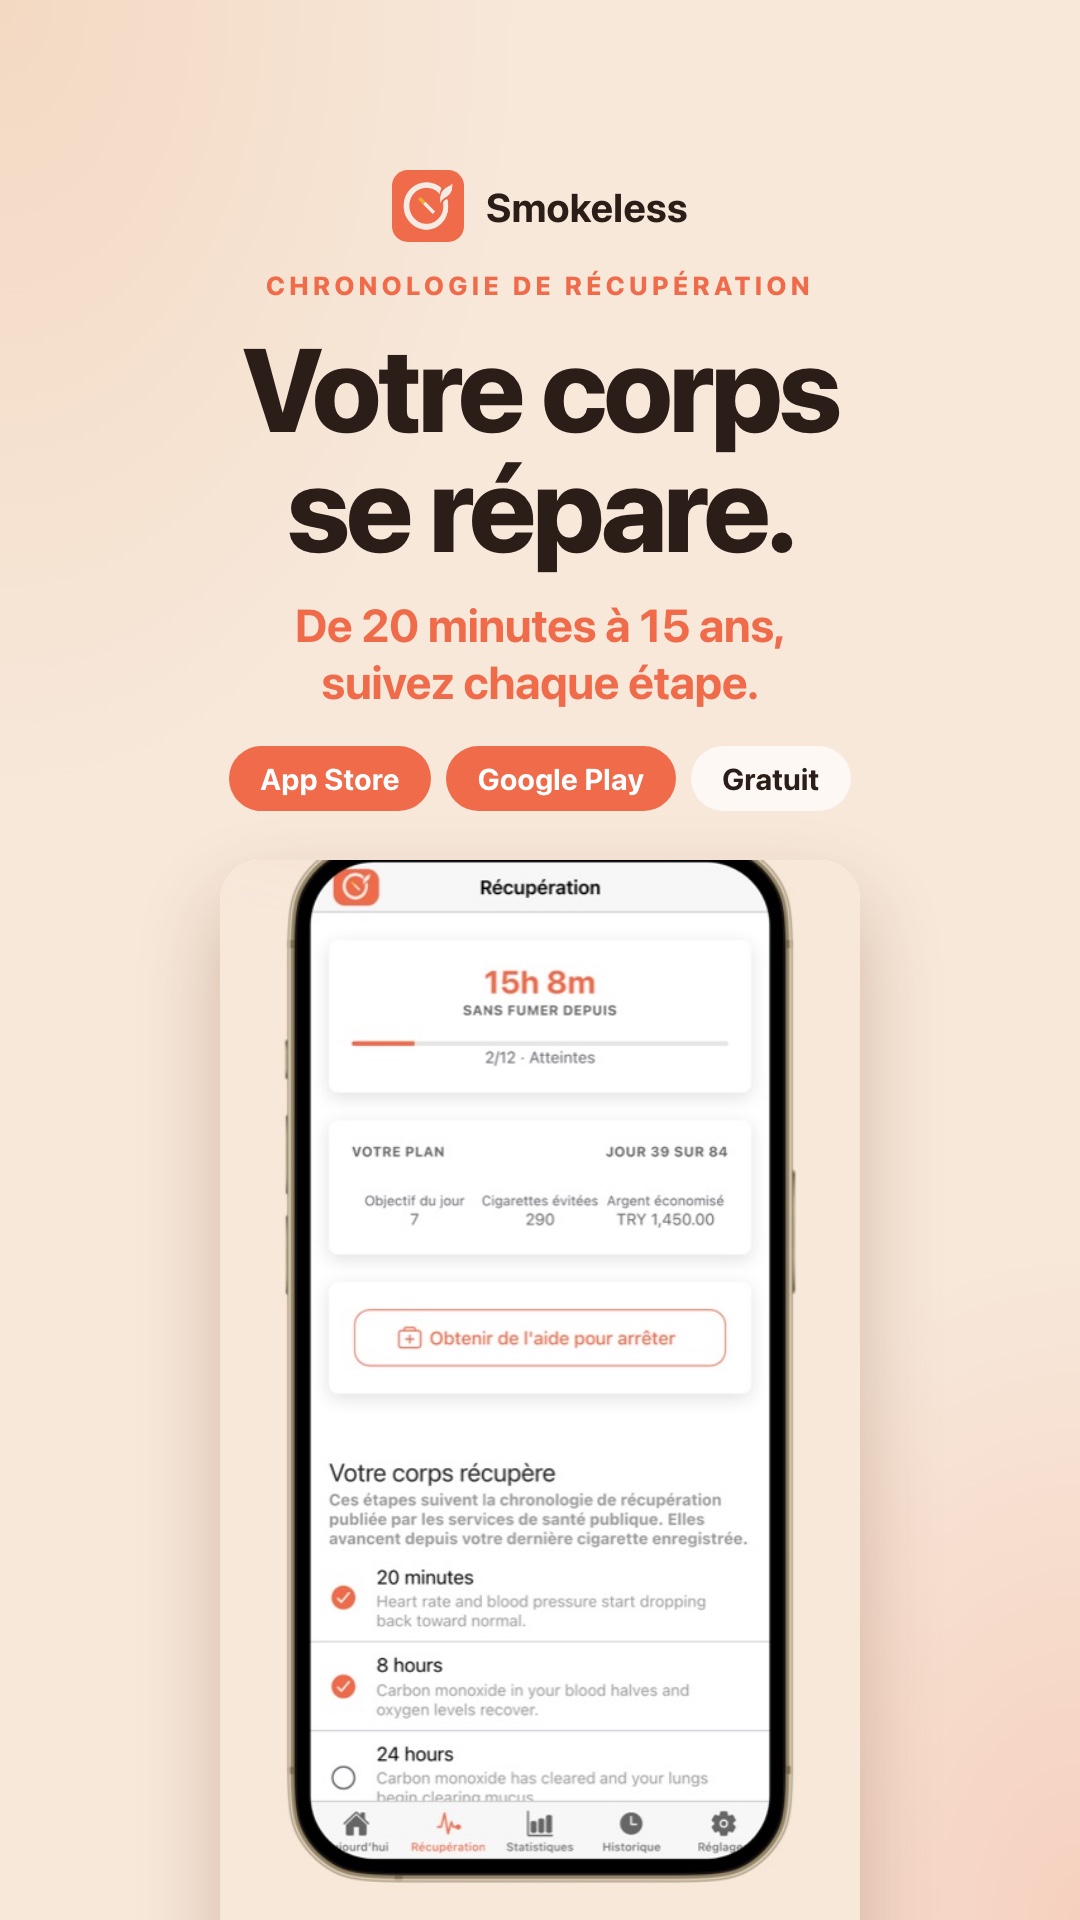 Smokeless
CHRONOLOGIE DE RÉCUPÉRATION
Votre corps
se répare.
De 20 minutes à 15 ans,
suivez chaque étape.
App Store
Google Play
Gratuit
Récupération
15h 8m
SANS FUMER DEPUIS
2/12 · Atteintes
VOTRE PLAN
JOUR 39 SUR 84
Objectif du jour
7
Cigarettes évitées
290
Argent économisé
TRY 1,450.00
Obtenir de l'aide pour arrêter
Votre corps récupère
Ces étapes suivent la chronologie de récupération
publiée par les services de santé publique. Elles
avancent depuis votre dernière cigarette enregistrée.
20 minutes
Heart rate and blood pressure start dropping
back toward normal.
8 hours
Carbon monoxide in your blood halves and
oxygen levels recover.
24 hours
Carbon monoxide has cleared and your lungs
begin clearing mucus
Récupération
Statistiques
Historique